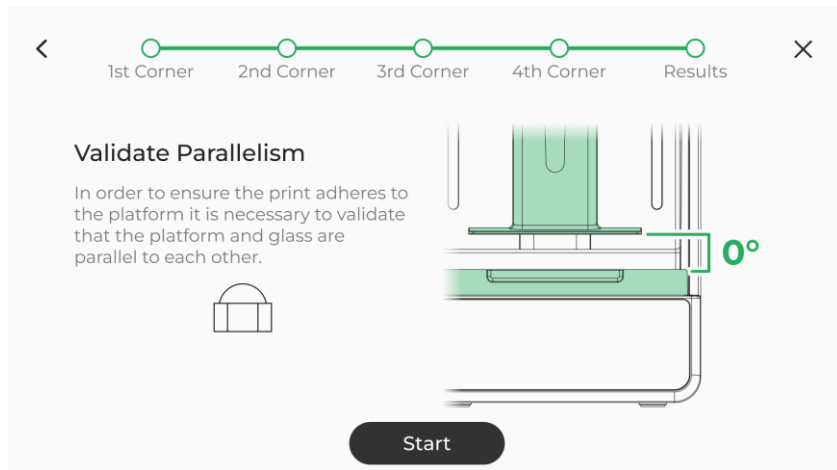 1st Corner 2nd Corner 3rd Corner 4th Corner Results
Validate Parallelism
In order to ensure the print adheres to
the platform it is necessary to validate
that the platform and glass are
parallel to each other.
0°
Start